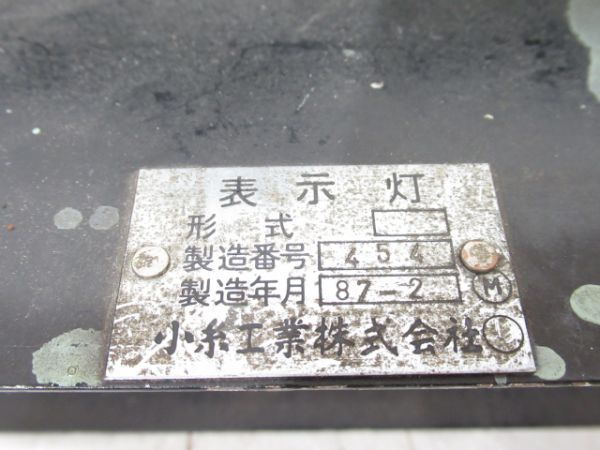 表示灯
形式
製造番号 454
製造年月 87-2 M
小糸工業株式会社